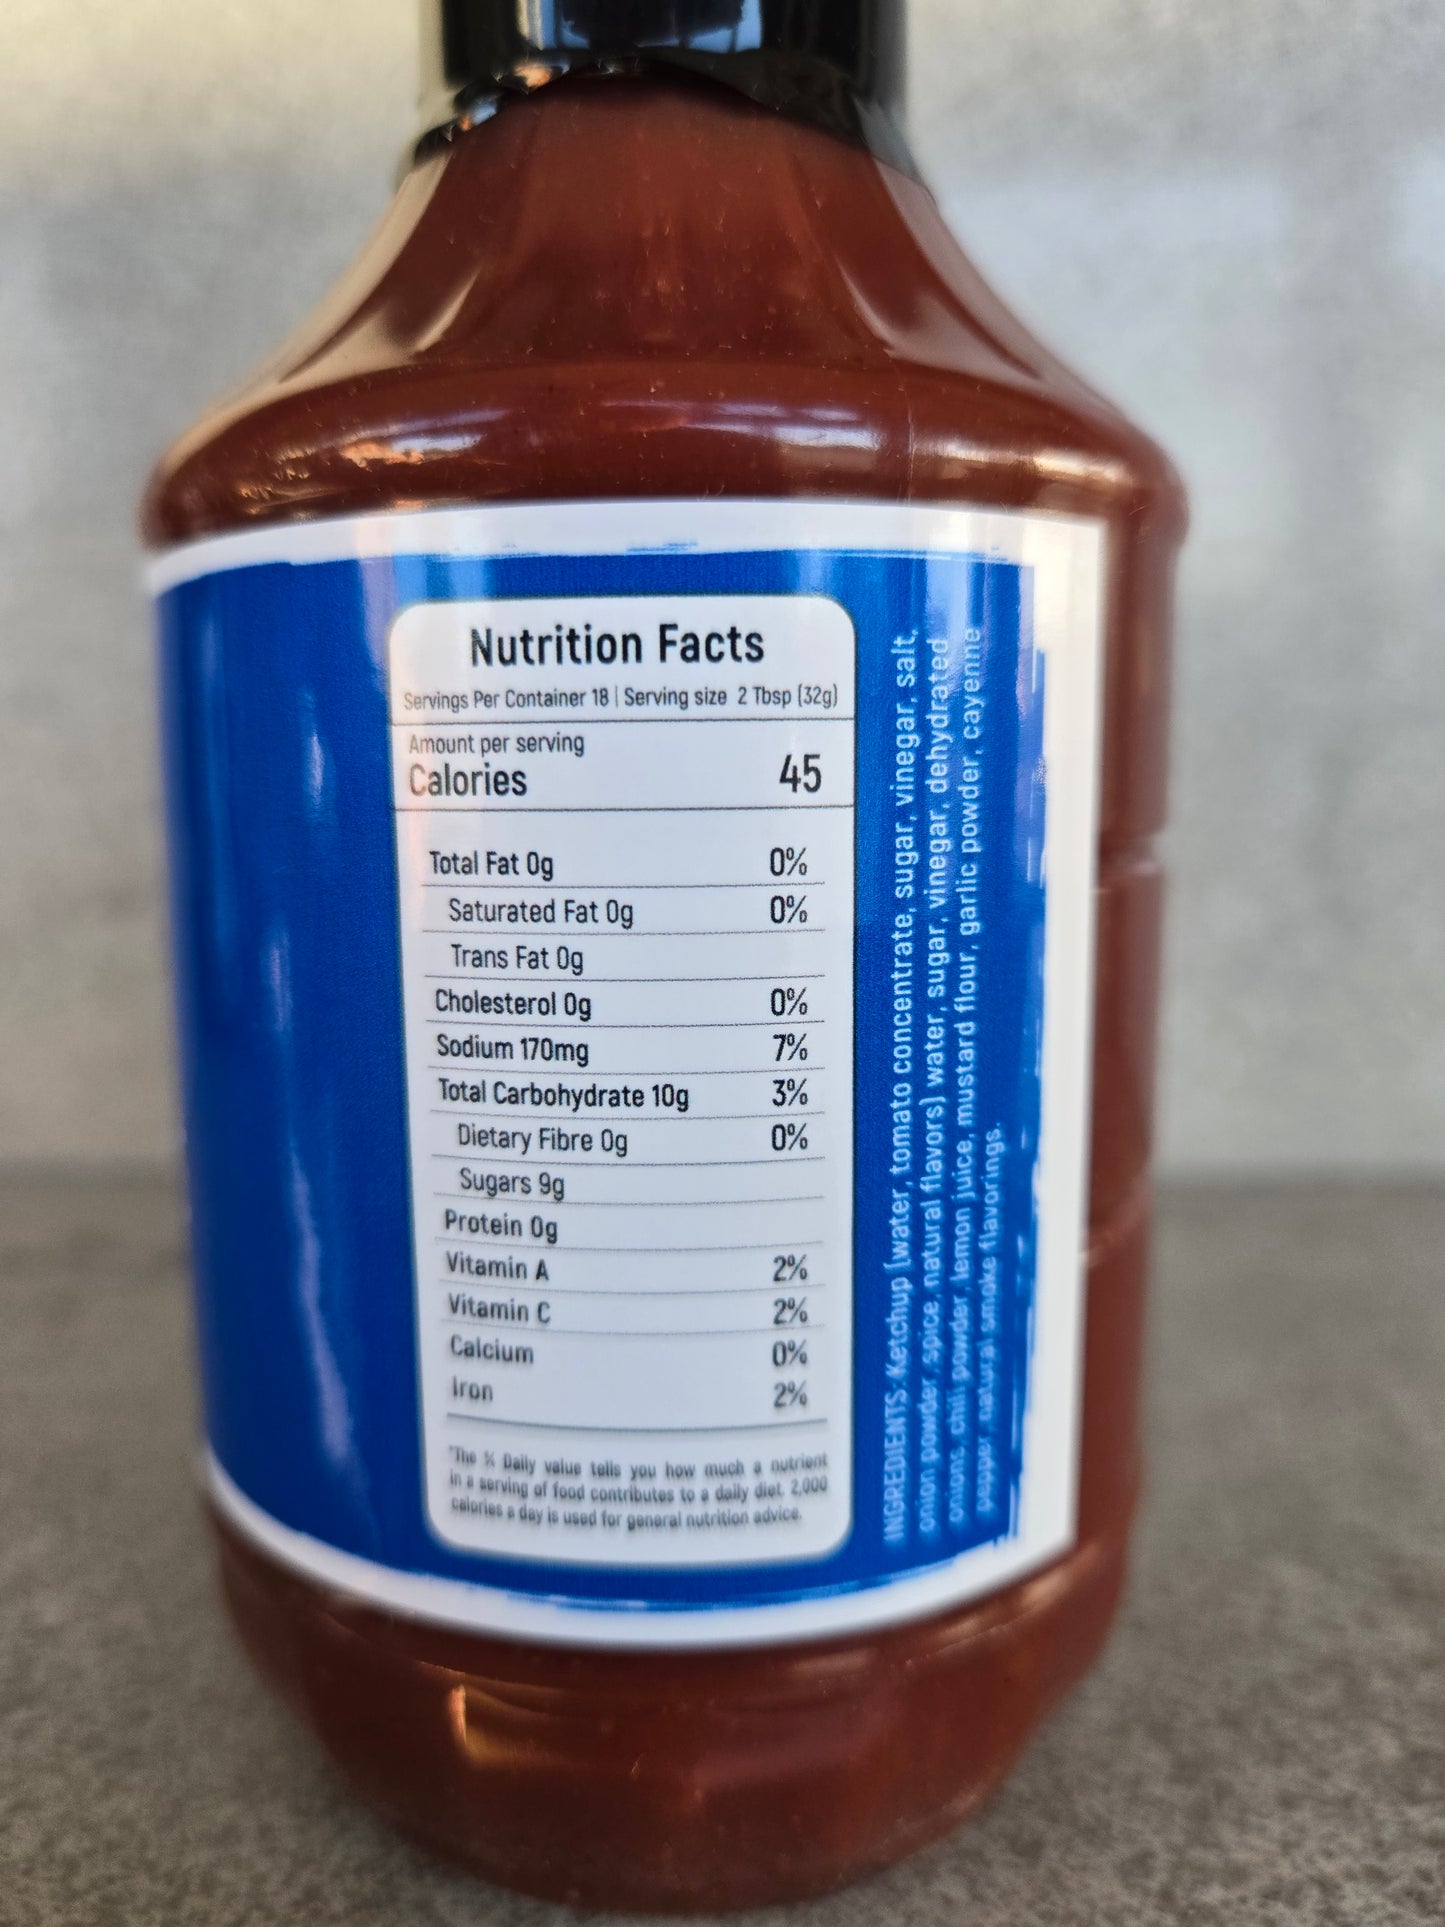 Nutrition Facts
Servings Per Container 18 | Serving size 2 Tbsp (32g)
Amount per serving
Calories 45
Total Fat 0g 0%
Saturated Fat 0g 0%
Trans Fat 0g
Cholesterol 0g 0%
Sodium 170mg 7%
Total Carbohydrate 10g 3%
Dietary Fibre 0g 0%
Sugars 9g
Protein 0g
Vitamin A 2%
Vitamin C 2%
Calcium 0%
Iron 2%
*The % Daily value tells you how much a nutrient
in a serving of food contributes to a daily diet. 2,000
calories a day is used for general nutrition advice.
INGREDIENTS: Ketchup (water, tomato concentrate, sugar, vinegar, salt,
onion powder, spice, natural flavors) water, sugar, vinegar, dehydrated
onions, chili powder, lemon juice, mustard flour, garlic powder, cayenne
pepper, natural smoke flavorings.